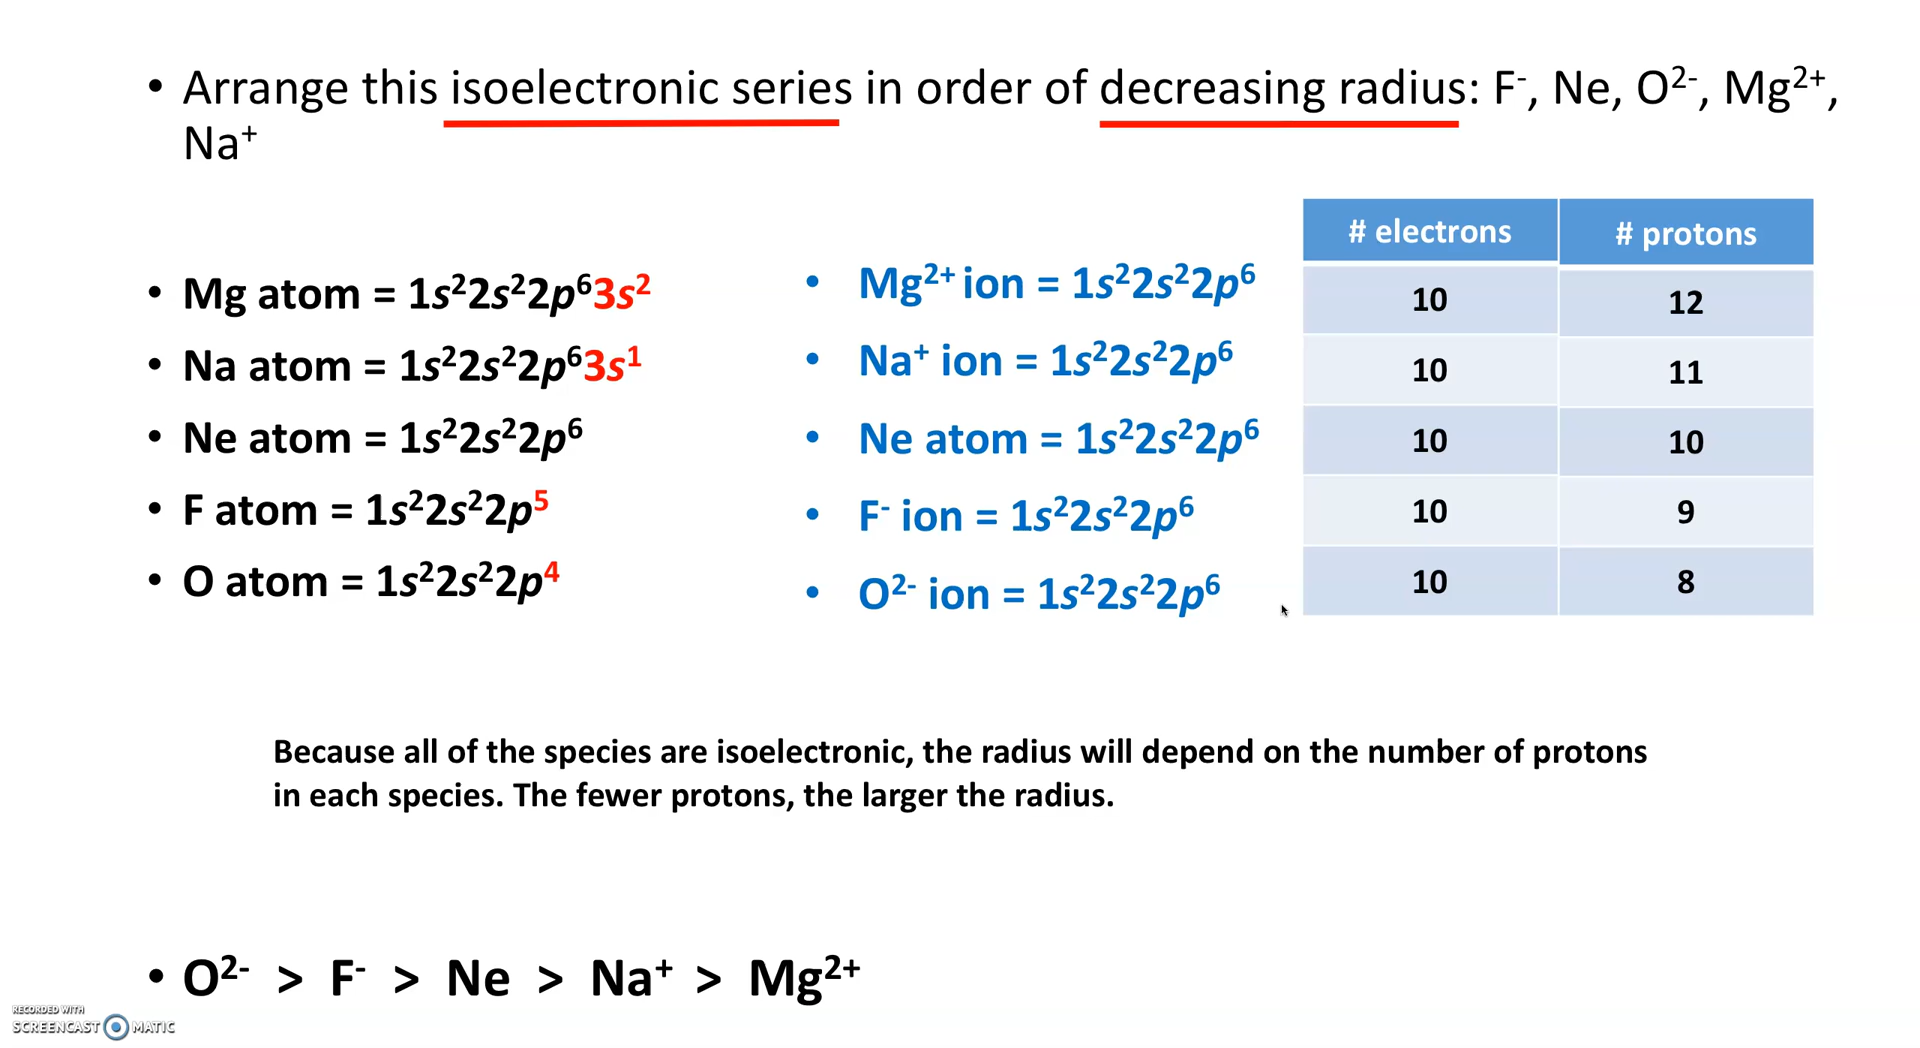 • Arrange this isoelectronic series in order of decreasing radius: F⁻, Ne, O²⁻, Mg²⁺,
Na⁺
• Mg atom = 1s²2s²2p⁶3s²
• Na atom = 1s²2s²2p⁶3s¹
• Ne atom = 1s²2s²2p⁶
• F atom = 1s²2s²2p⁵
• O atom = 1s²2s²2p⁴
• Mg²⁺ ion = 1s²2s²2p⁶
• Na⁺ ion = 1s²2s²2p⁶
• Ne atom = 1s²2s²2p⁶
• F⁻ ion = 1s²2s²2p⁶
• O²⁻ ion = 1s²2s²2p⁶
# electrons # protons
10 12
10 11
10 10
10 9
10 8
Because all of the species are isoelectronic, the radius will depend on the number of protons
in each species. The fewer protons, the larger the radius.
• O²⁻ > F⁻ > Ne > Na⁺ > Mg²⁺
RECORDED WITH
SCREENCAST MATIC